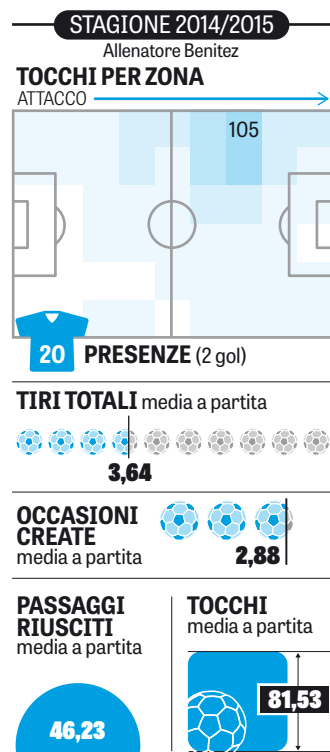 STAGIONE 2014/2015
Allenatore Benitez
TOCCHI PER ZONA
ATTACCO
105
20 PRESENZE (2 gol)
TIRI TOTALI media a partita
3,64
OCCASIONI
CREATE
media a partita
2,88
PASSAGGI
RIUSCITI
media a partita
46,23
TOCCHI
media a partita
81,53